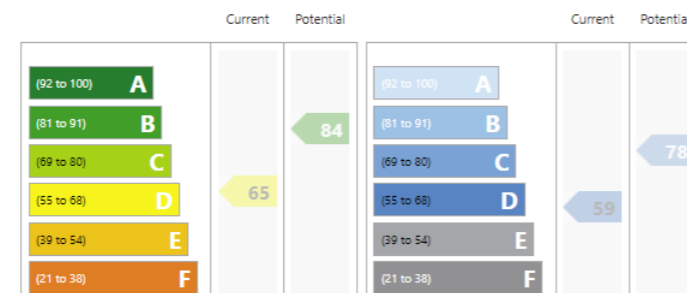 Current Potential
(92 to 100) A
(81 to 91) B
84
(69 to 80) C
(55 to 68) D
65
(39 to 54) E
(21 to 38) F
Current Potentia
(92 to 100) A
(81 to 91) B
(69 to 80) C
78
(55 to 68) D
59
(39 to 54) E
(21 to 38) F